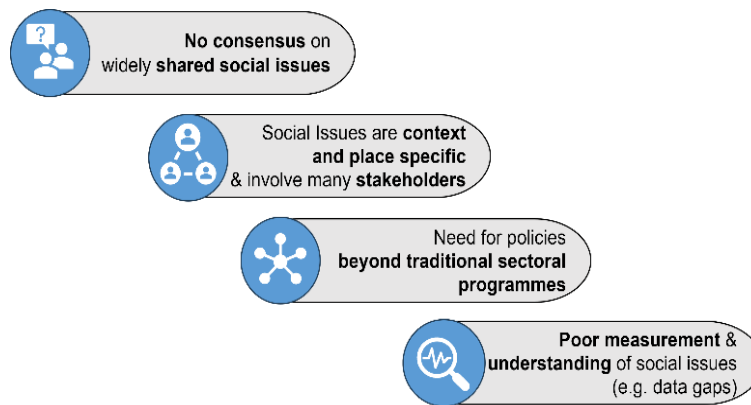 ?
No consensus on
widely shared social issues
Social Issues are context
and place specific
& involve many stakeholders
Need for policies
beyond traditional sectoral
programmes
Poor measurement &
understanding of social issues
(e.g. data gaps)